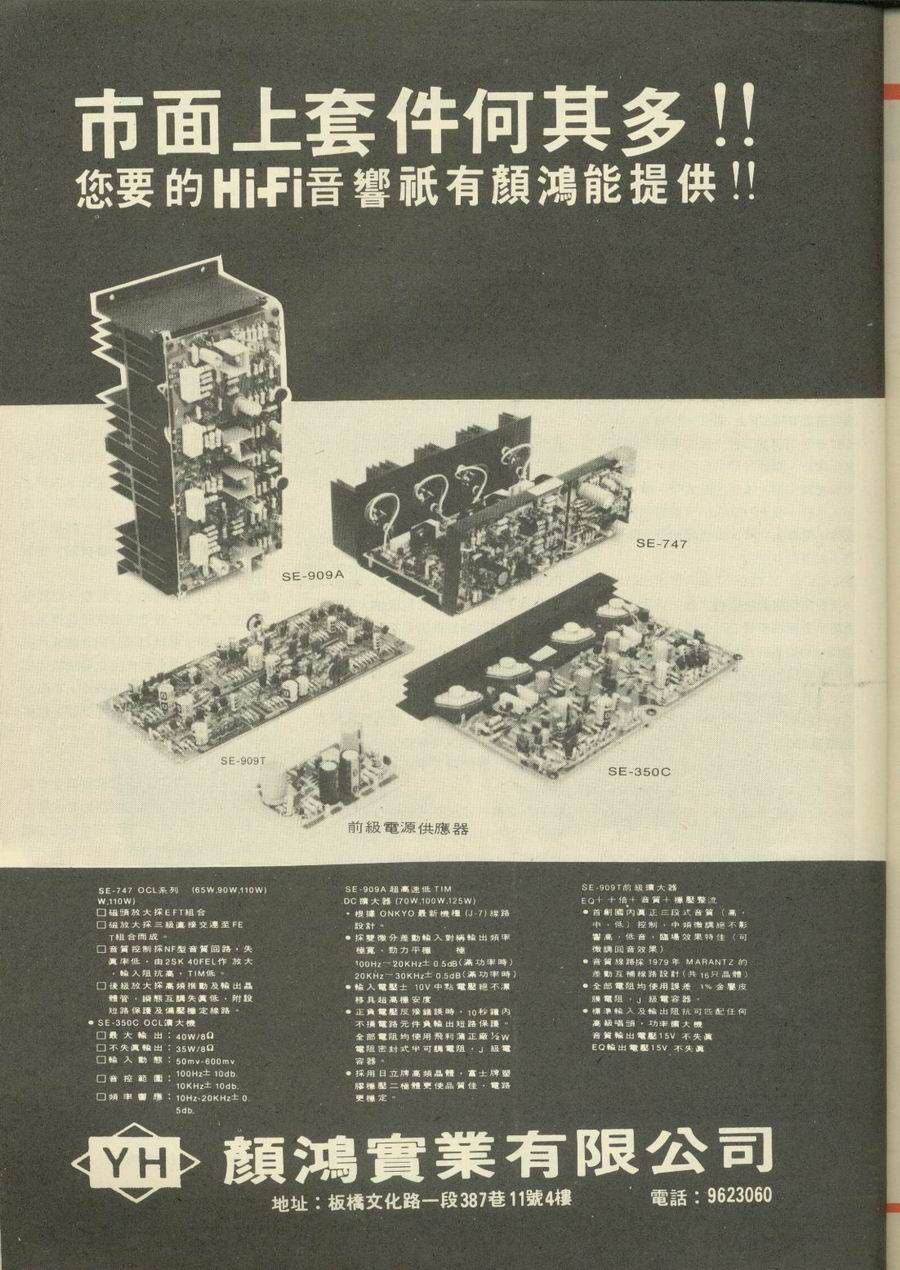 市面上套件何其多!!
您要的Hi-Fi音響祇有顏鴻能提供!!
SE-909A
SE-747
SE-909T
SE-350C
前級電源供應器
SE-747 OCL系列 (65W,90W,110W)
W,110W)
□磁頭放大採EFT組合
□磁放大採三級直接交連至FE
T組合而成。
□音質控制採NF型音質回路,失
真率低,由2SK 40FEL作放大
,輸入阻抗高,TIM低。
□後級放大採高頻推動及輸出晶
體管,瞬態互調失真低,附設
短路保護及備穩定線路。
●SE-350C OCL擴大機
□最大輸出:40W/8Ω
□不失真輸出:35W/8Ω
□輸入動態:50mv-600mv
□音控範圍:100Hz± 10db.
10KHz± 10db.
□頻率響應:10Hz-20KHz±0.
5db.
SE-909A 超高速低TIM
DC擴大器 (70W,100W,125W)
•根據ONKYO最新機種(J-7)線路
設計。
•採雙微分差動輸入對稱輸出頻率
極寬,動力平穩
100Hz-20KHz±0.5dB(滿功率時)
20KHz-30KHz±0.5dB(滿功率時)
●輸入電壓±10V中點電壓絕不漂
移具超高穩安度
●正負電壓反接錯誤時,10秒鐘內
不損電路元件負輸出短路保護。
全部電阻均使用飛利浦正廠½W
電阻密封式半可調電阻,J級電
容器。
●採用日立牌高頻晶體,富士牌塑
膠穩壓二極體更使品質佳,電路
更穩定。
SE-909T前級擴大器
EQ++倍+音質+穩壓整流
●首創國內真正三段式音質(高,
中,低)控制,中頻微調絕不影
響高,低音,臨場效果特佳(可
微調回音效果)
●音質線路採1979年MARANTZ的
差動互補線路設計(共16只晶體)
●全部電阻均使用誤差1%金屬皮
膜電阻,J級電容器。
●標準輸入及輸出阻抗可匹配任何
高級唱頭,功率擴大機
音質輸出電壓15V 不失真
EQ輸出電壓15V 不失真
YH 顏鴻實業有限公司
地址:板橋文化路一段387巷11號4樓 電話:9623060